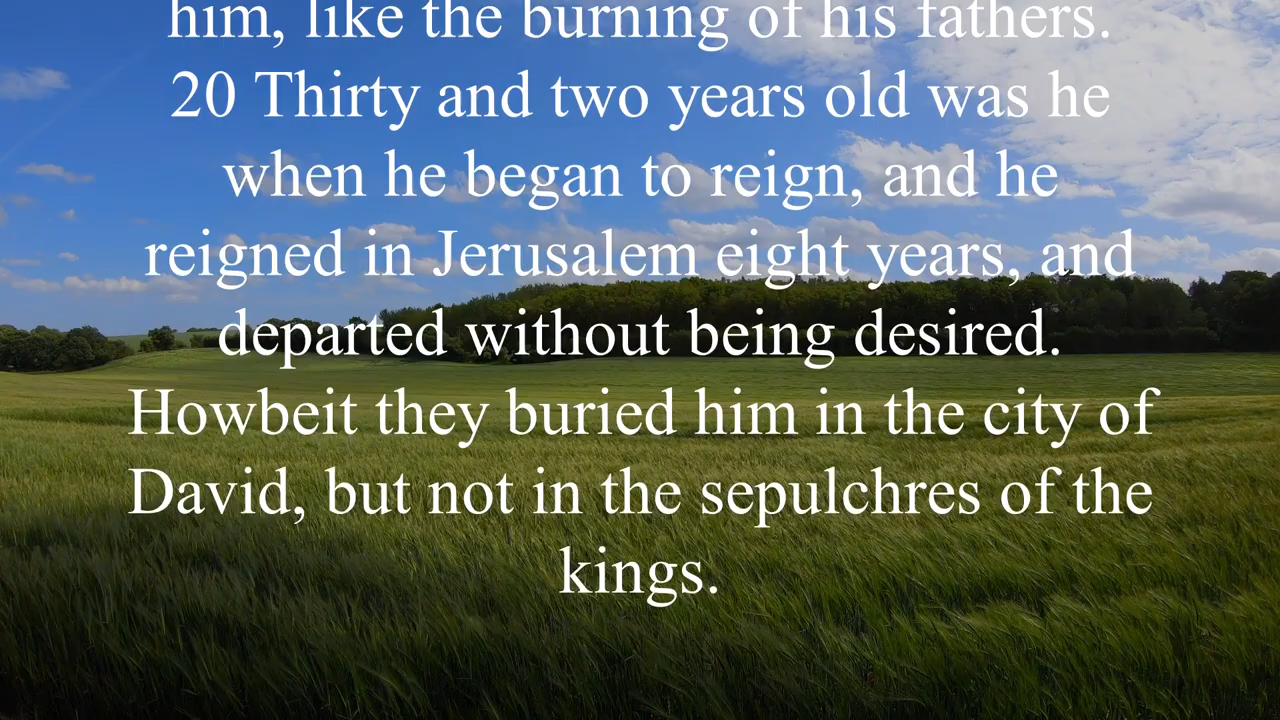 him, like the burning of his fathers.
20 Thirty and two years old was he
when he began to reign, and he
reigned in Jerusalem eight years, and
departed without being desired.
Howbeit they buried him in the city of
David, but not in the sepulchres of the
kings.